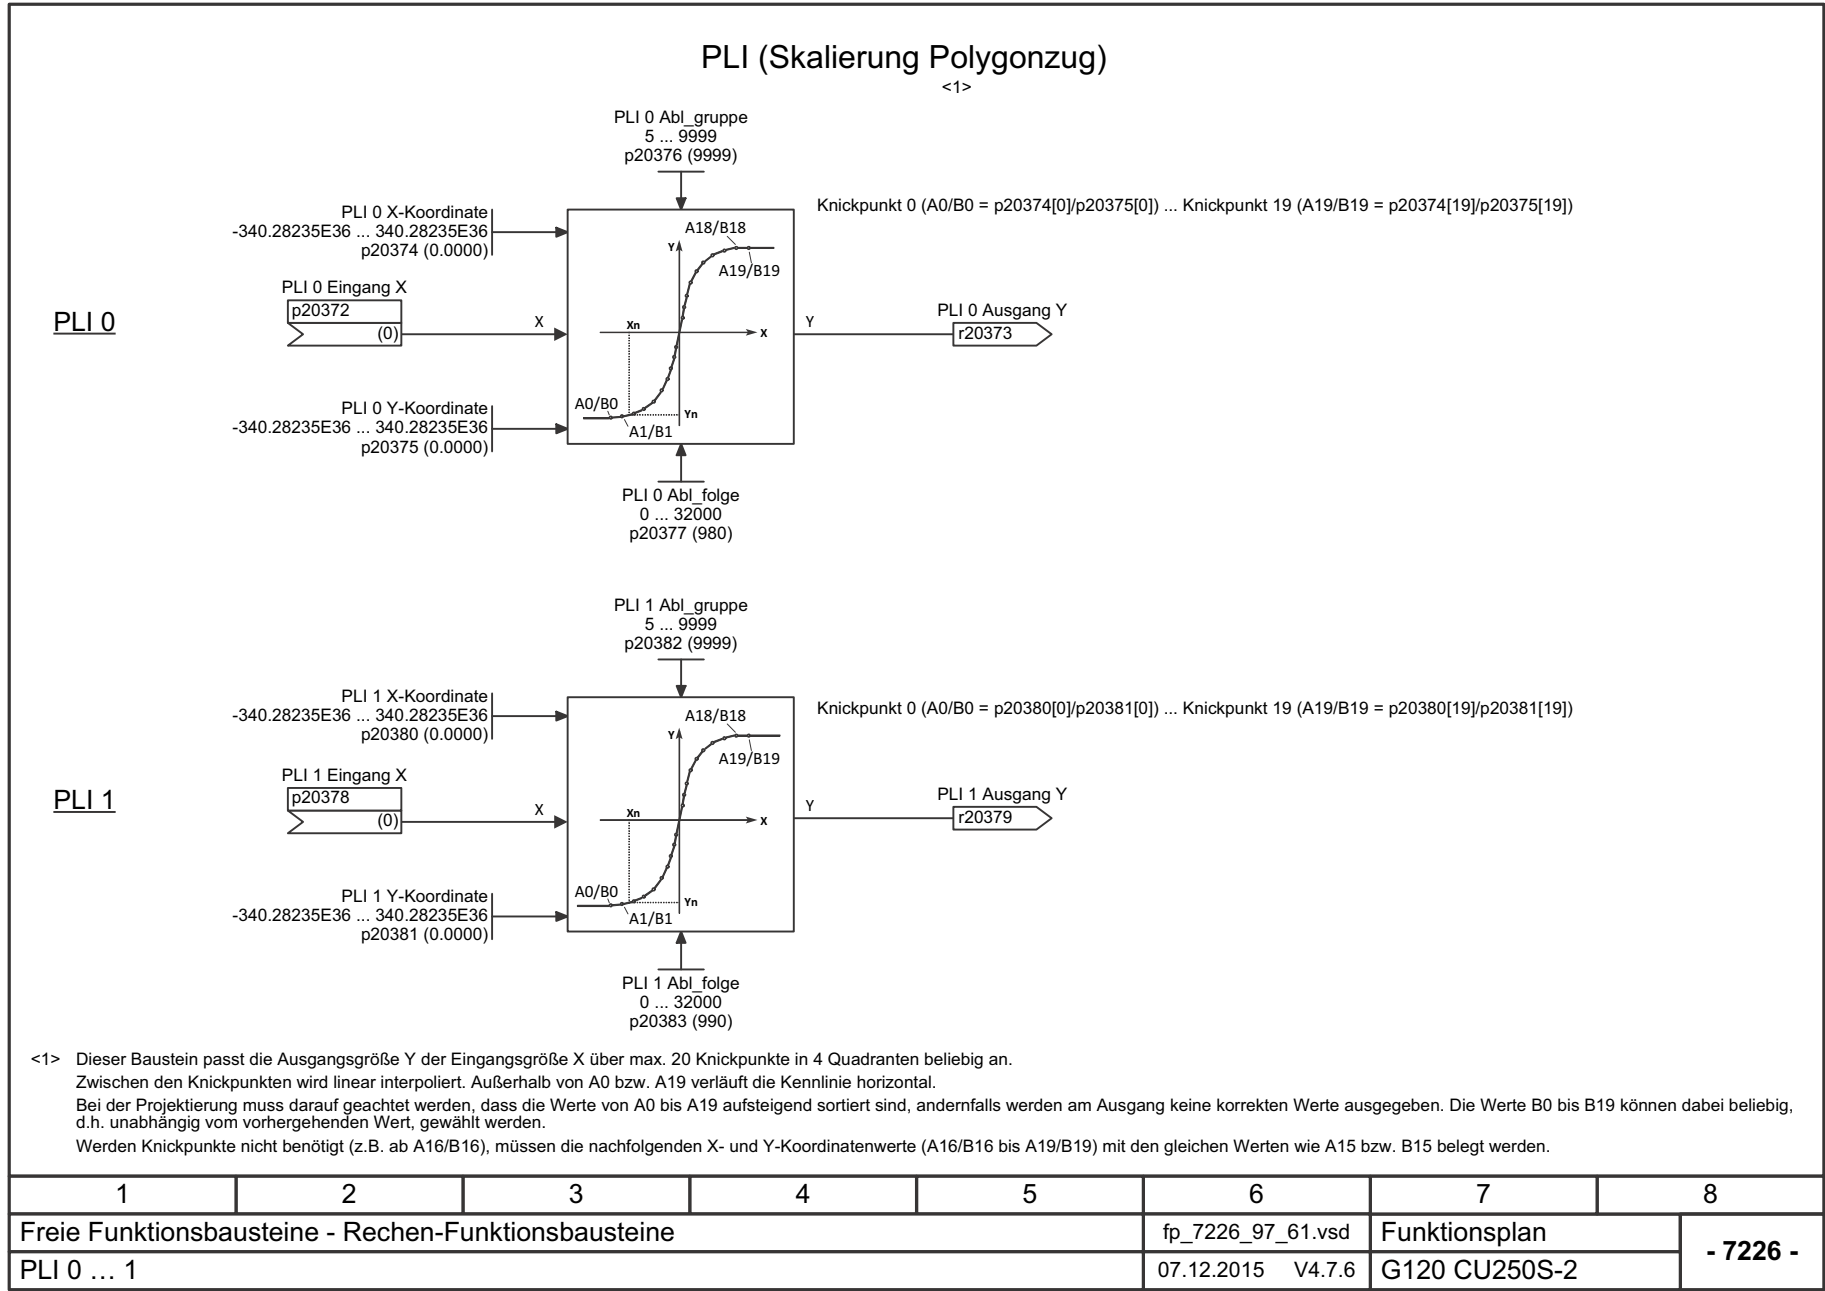 PLI (Skalierung Polygonzug)
<1>
PLI 0 Abl_gruppe
5 ... 9999
p20376 (9999)
Knickpunkt 0 (A0/B0 = p20374[0]/p20375[0]) ... Knickpunkt 19 (A19/B19 = p20374[19]/p20375[19])
PLI 0 X-Koordinate
-340.28235E36 ... 340.28235E36
p20374 (0.0000)
A18/B18
Y
A19/B19
PLI 0 Eingang X
p20372
(0)
PLI 0
X
Xn
X
Y
PLI 0 Ausgang Y
r20373
PLI 0 Y-Koordinate
-340.28235E36 ... 340.28235E36
p20375 (0.0000)
A0/B0
Yn
A1/B1
PLI 0 Abl_folge
0 ... 32000
p20377 (980)
PLI 1 Abl_gruppe
5 ... 9999
p20382 (9999)
Knickpunkt 0 (A0/B0 = p20380[0]/p20381[0]) ... Knickpunkt 19 (A19/B19 = p20380[19]/p20381[19])
PLI 1 X-Koordinate
-340.28235E36 ... 340.28235E36
p20380 (0.0000)
A18/B18
Y
A19/B19
PLI 1 Eingang X
p20378
(0)
PLI 1
X
Xn
X
Y
PLI 1 Ausgang Y
r20379
PLI 1 Y-Koordinate
-340.28235E36 ... 340.28235E36
p20381 (0.0000)
A0/B0
Yn
A1/B1
PLI 1 Abl_folge
0 ... 32000
p20383 (990)
<1> Dieser Baustein passt die Ausgangsgröße Y der Eingangsgröße X über max. 20 Knickpunkte in 4 Quadranten beliebig an.
Zwischen den Knickpunkten wird linear interpoliert. Außerhalb von A0 bzw. A19 verläuft die Kennlinie horizontal.
Bei der Projektierung muss darauf geachtet werden, dass die Werte von A0 bis A19 aufsteigend sortiert sind, andernfalls werden am Ausgang keine korrekten Werte ausgegeben. Die Werte B0 bis B19 können dabei beliebig,
d.h. unabhängig vom vorhergehenden Wert, gewählt werden.
Werden Knickpunkte nicht benötigt (z.B. ab A16/B16), müssen die nachfolgenden X- und Y-Koordinatenwerte (A16/B16 bis A19/B19) mit den gleichen Werten wie A15 bzw. B15 belegt werden.
1 2 3 4 5 6 7 8
Freie Funktionsbausteine - Rechen-Funktionsbausteine
fp_7226_97_61.vsd
Funktionsplan
- 7226 -
PLI 0 ... 1
07.12.2015 V4.7.6
G120 CU250S-2